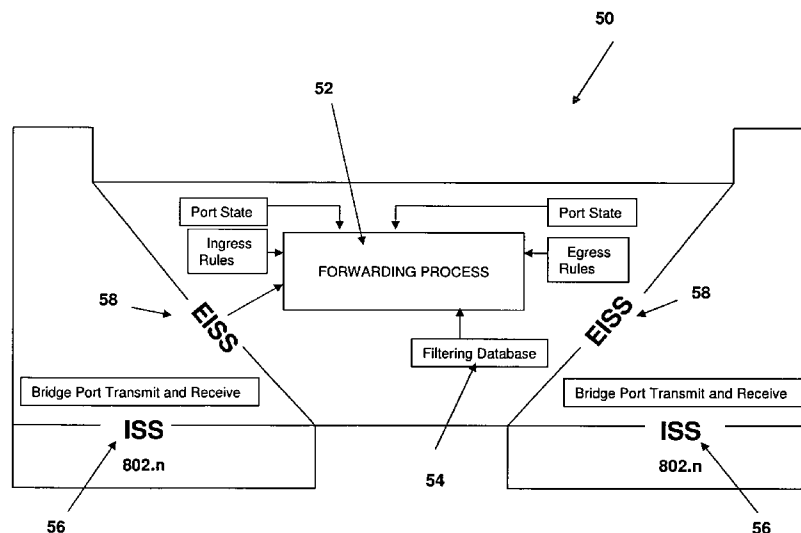 50
52
Port State
Port State
Ingress
Rules
FORWARDING PROCESS
Egress
Rules
58
EISS
EISS
58
Filtering Database
Bridge Port Transmit and Receive
Bridge Port Transmit and Receive
ISS
ISS
802.n
802.n
54
56
56